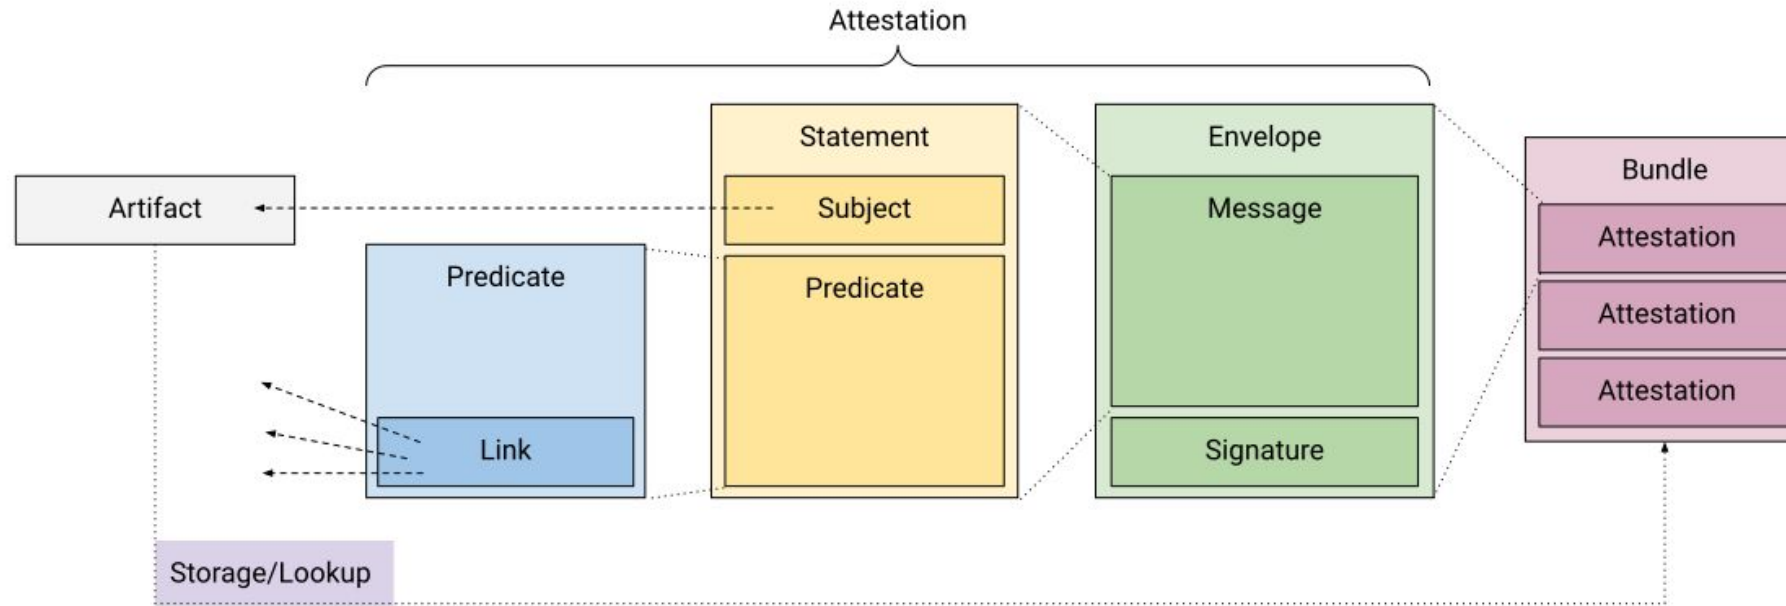 Attestation
Artifact
Predicate
Link
Statement
Subject
Predicate
Envelope
Message
Signature
Bundle
Attestation
Attestation
Attestation
Storage/Lookup